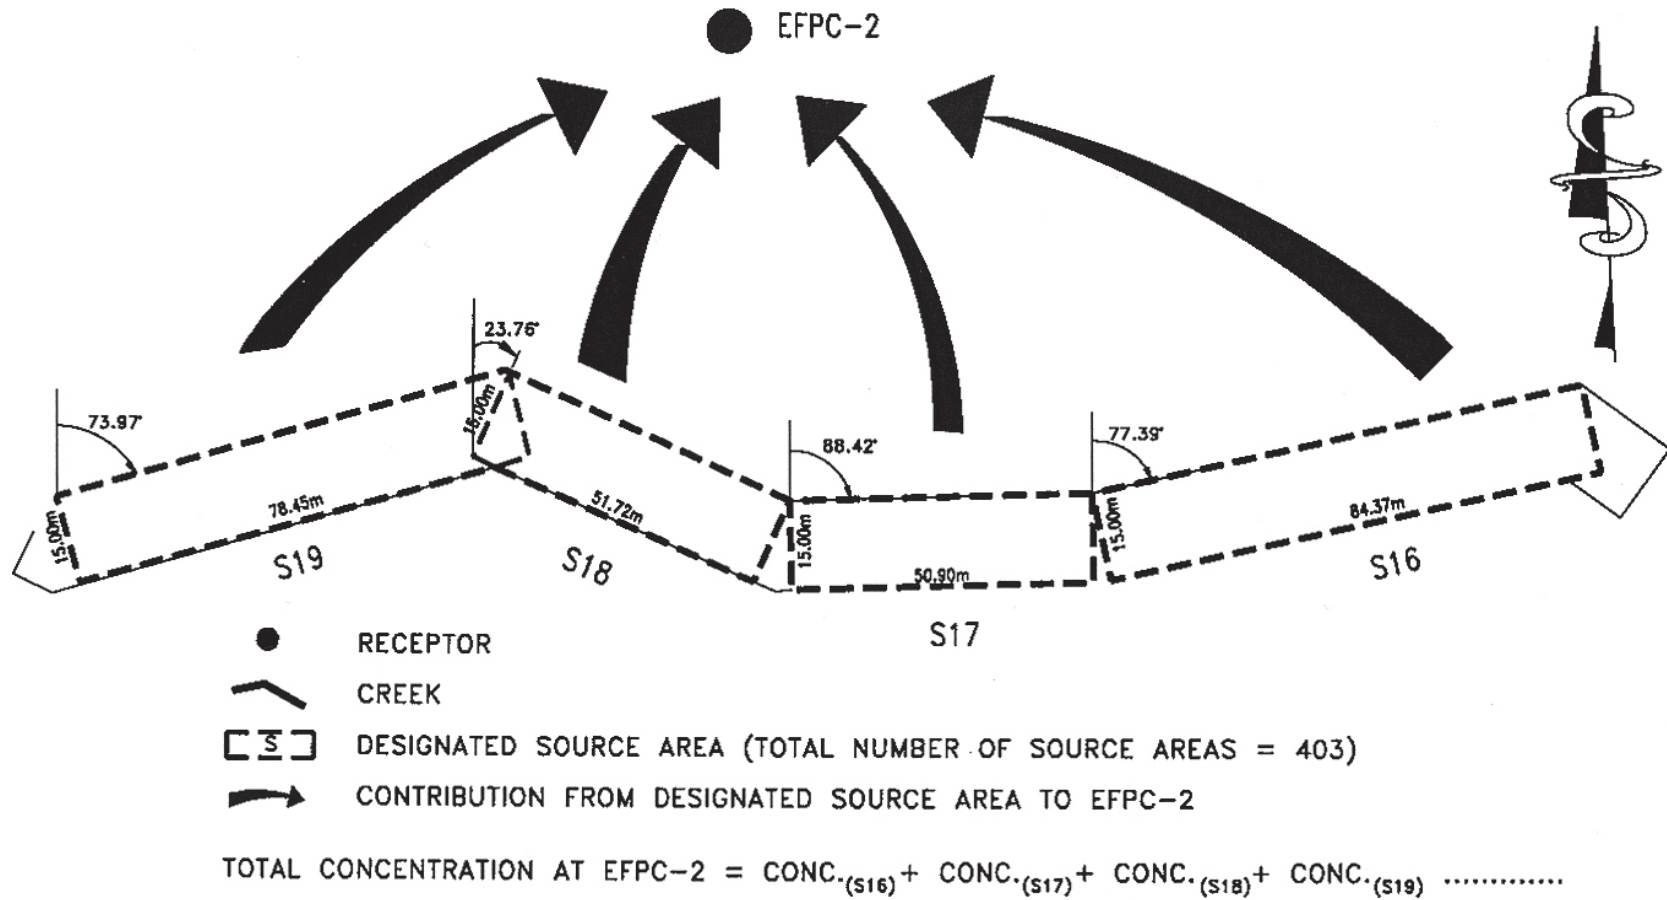 EFPC-2
23.76°
73.97°
15.00m
78.45m
S19
15.00m
51.72m
S18
88.42°
15.00m
50.90m
S17
77.39°
15.00m
84.37m
S16
RECEPTOR
CREEK
S DESIGNATED SOURCE AREA (TOTAL NUMBER OF SOURCE AREAS = 403)
CONTRIBUTION FROM DESIGNATED SOURCE AREA TO EFPC-2
TOTAL CONCENTRATION AT EFPC-2 = CONC.(S16)+ CONC.(S17)+ CONC.(S18)+ CONC.(S19) .............